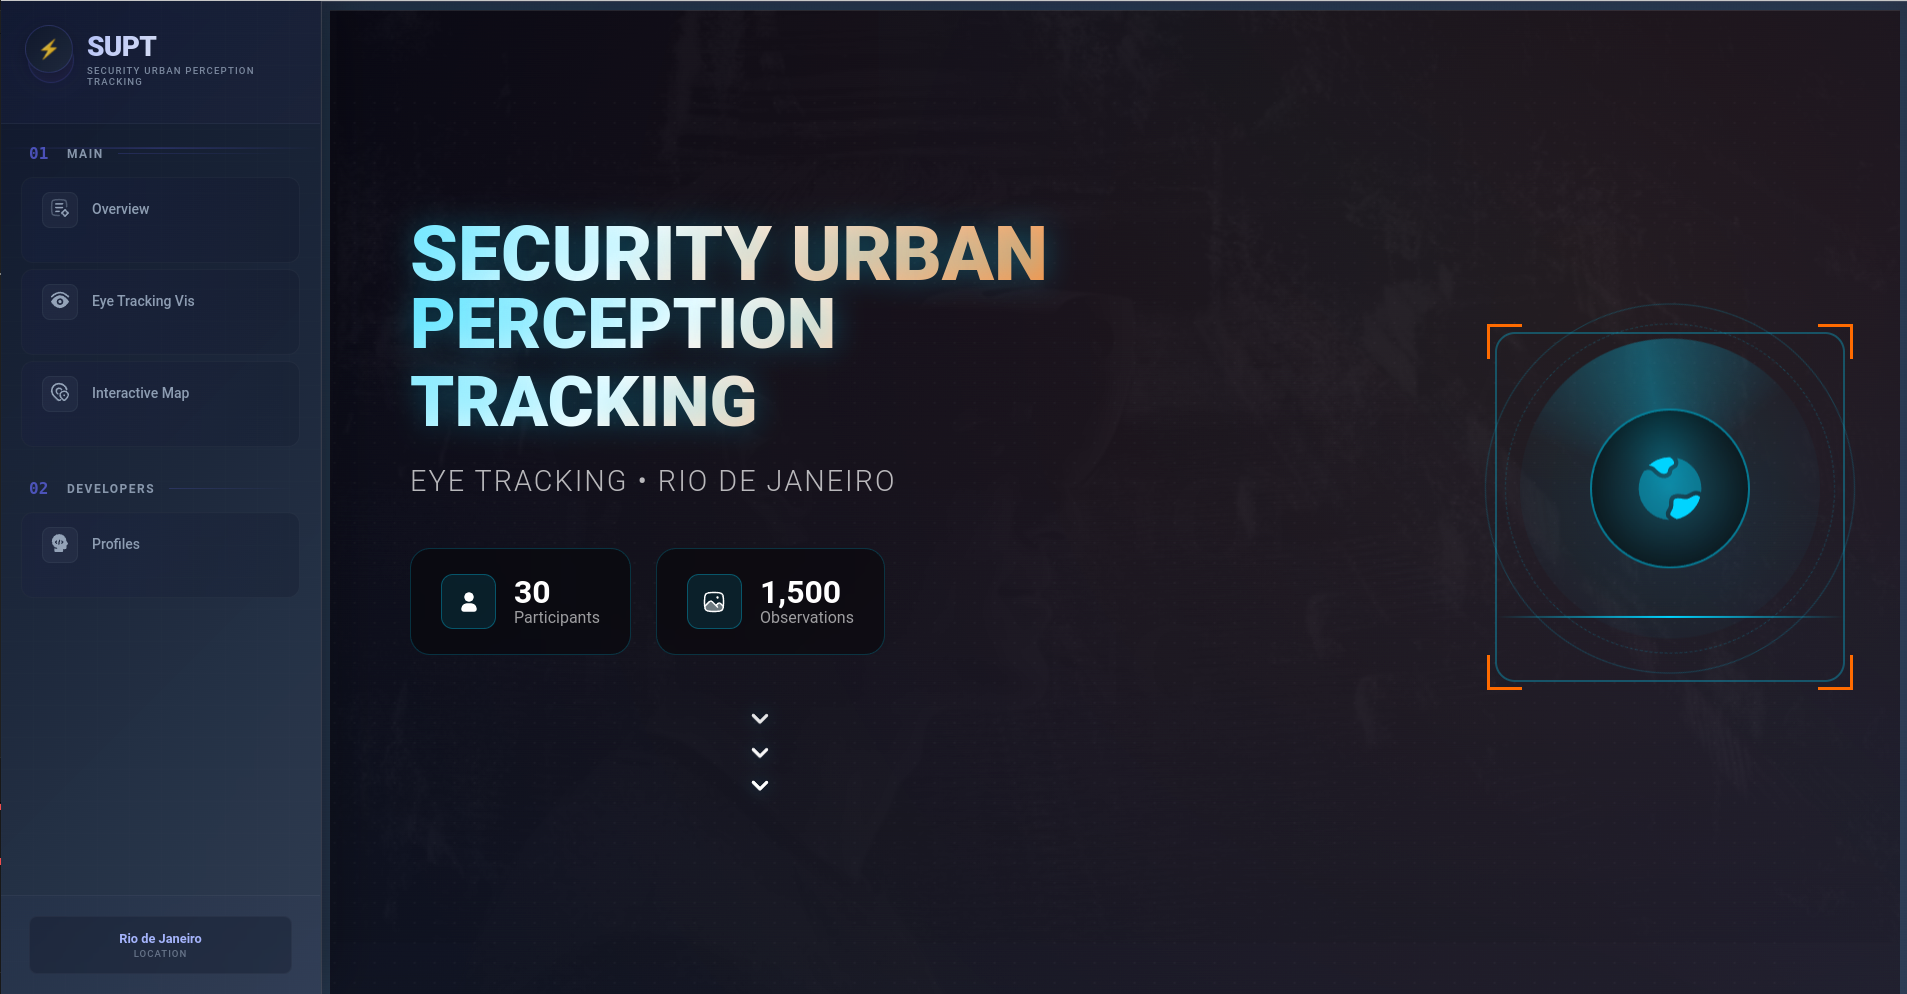 SUPT
SECURITY URBAN PERCEPTION
TRACKING
01 MAIN
Overview
Eye Tracking Vis
Interactive Map
02 DEVELOPERS
Profiles
Rio de Janeiro
LOCATION
SECURITY URBAN
PERCEPTION
TRACKING
EYE TRACKING • RIO DE JANEIRO
30
Participants
1,500
Observations